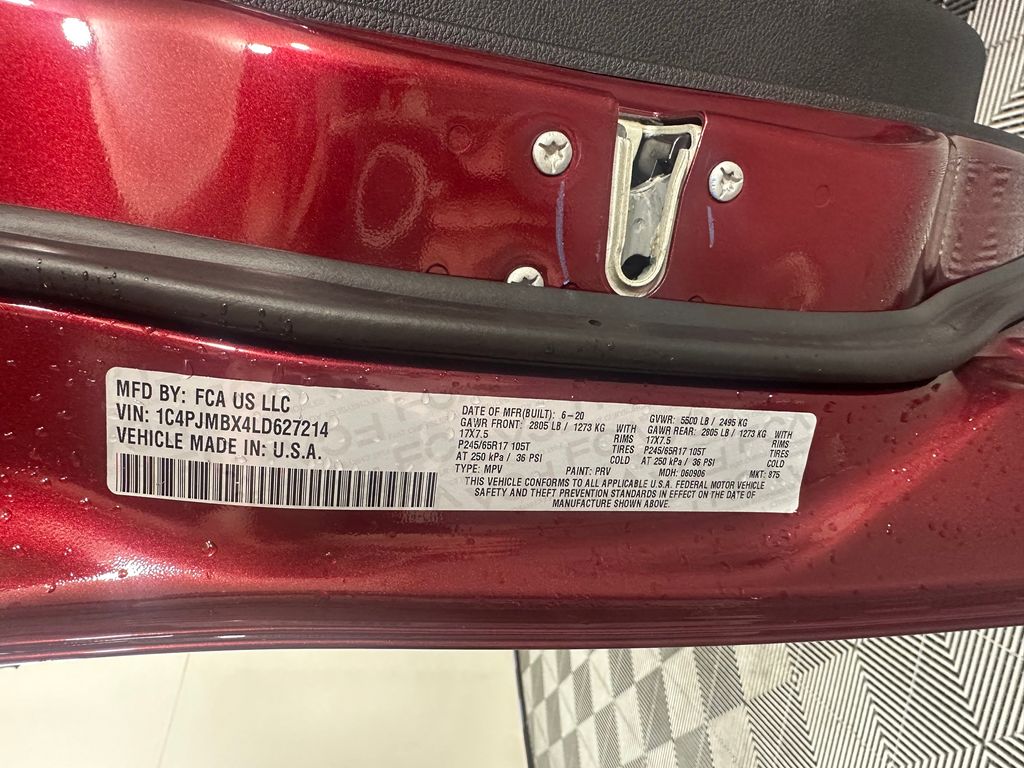 MFD BY: FCA US LLC
VIN: 1C4PJMBX4LD627214
VEHICLE MADE IN: U.S.A.
DATE OF MFR(BUILT): 6-20 GVWR: 5500 LB / 2495 KG
GAWR FRONT: 2805 LB / 1273 KG WITH GAWR REAR: 2805 LB / 1273 KG WITH
17X7.5 RIMS 17X7.5 RIMS
P245/65R17 105T TIRES P245/65R17 105T TIRES
AT 250 kPa / 36 PSI COLD AT 250 kPa / 36 PSI COLD
TYPE: MPV PAINT: PRV MDH: 060906 MKT: 875
THIS VEHICLE CONFORMS TO ALL APPLICABLE U.S.A. FEDERAL MOTOR VEHICLE
SAFETY AND THEFT PREVENTION STANDARDS IN EFFECT ON THE DATE OF
MANUFACTURE SHOWN ABOVE.